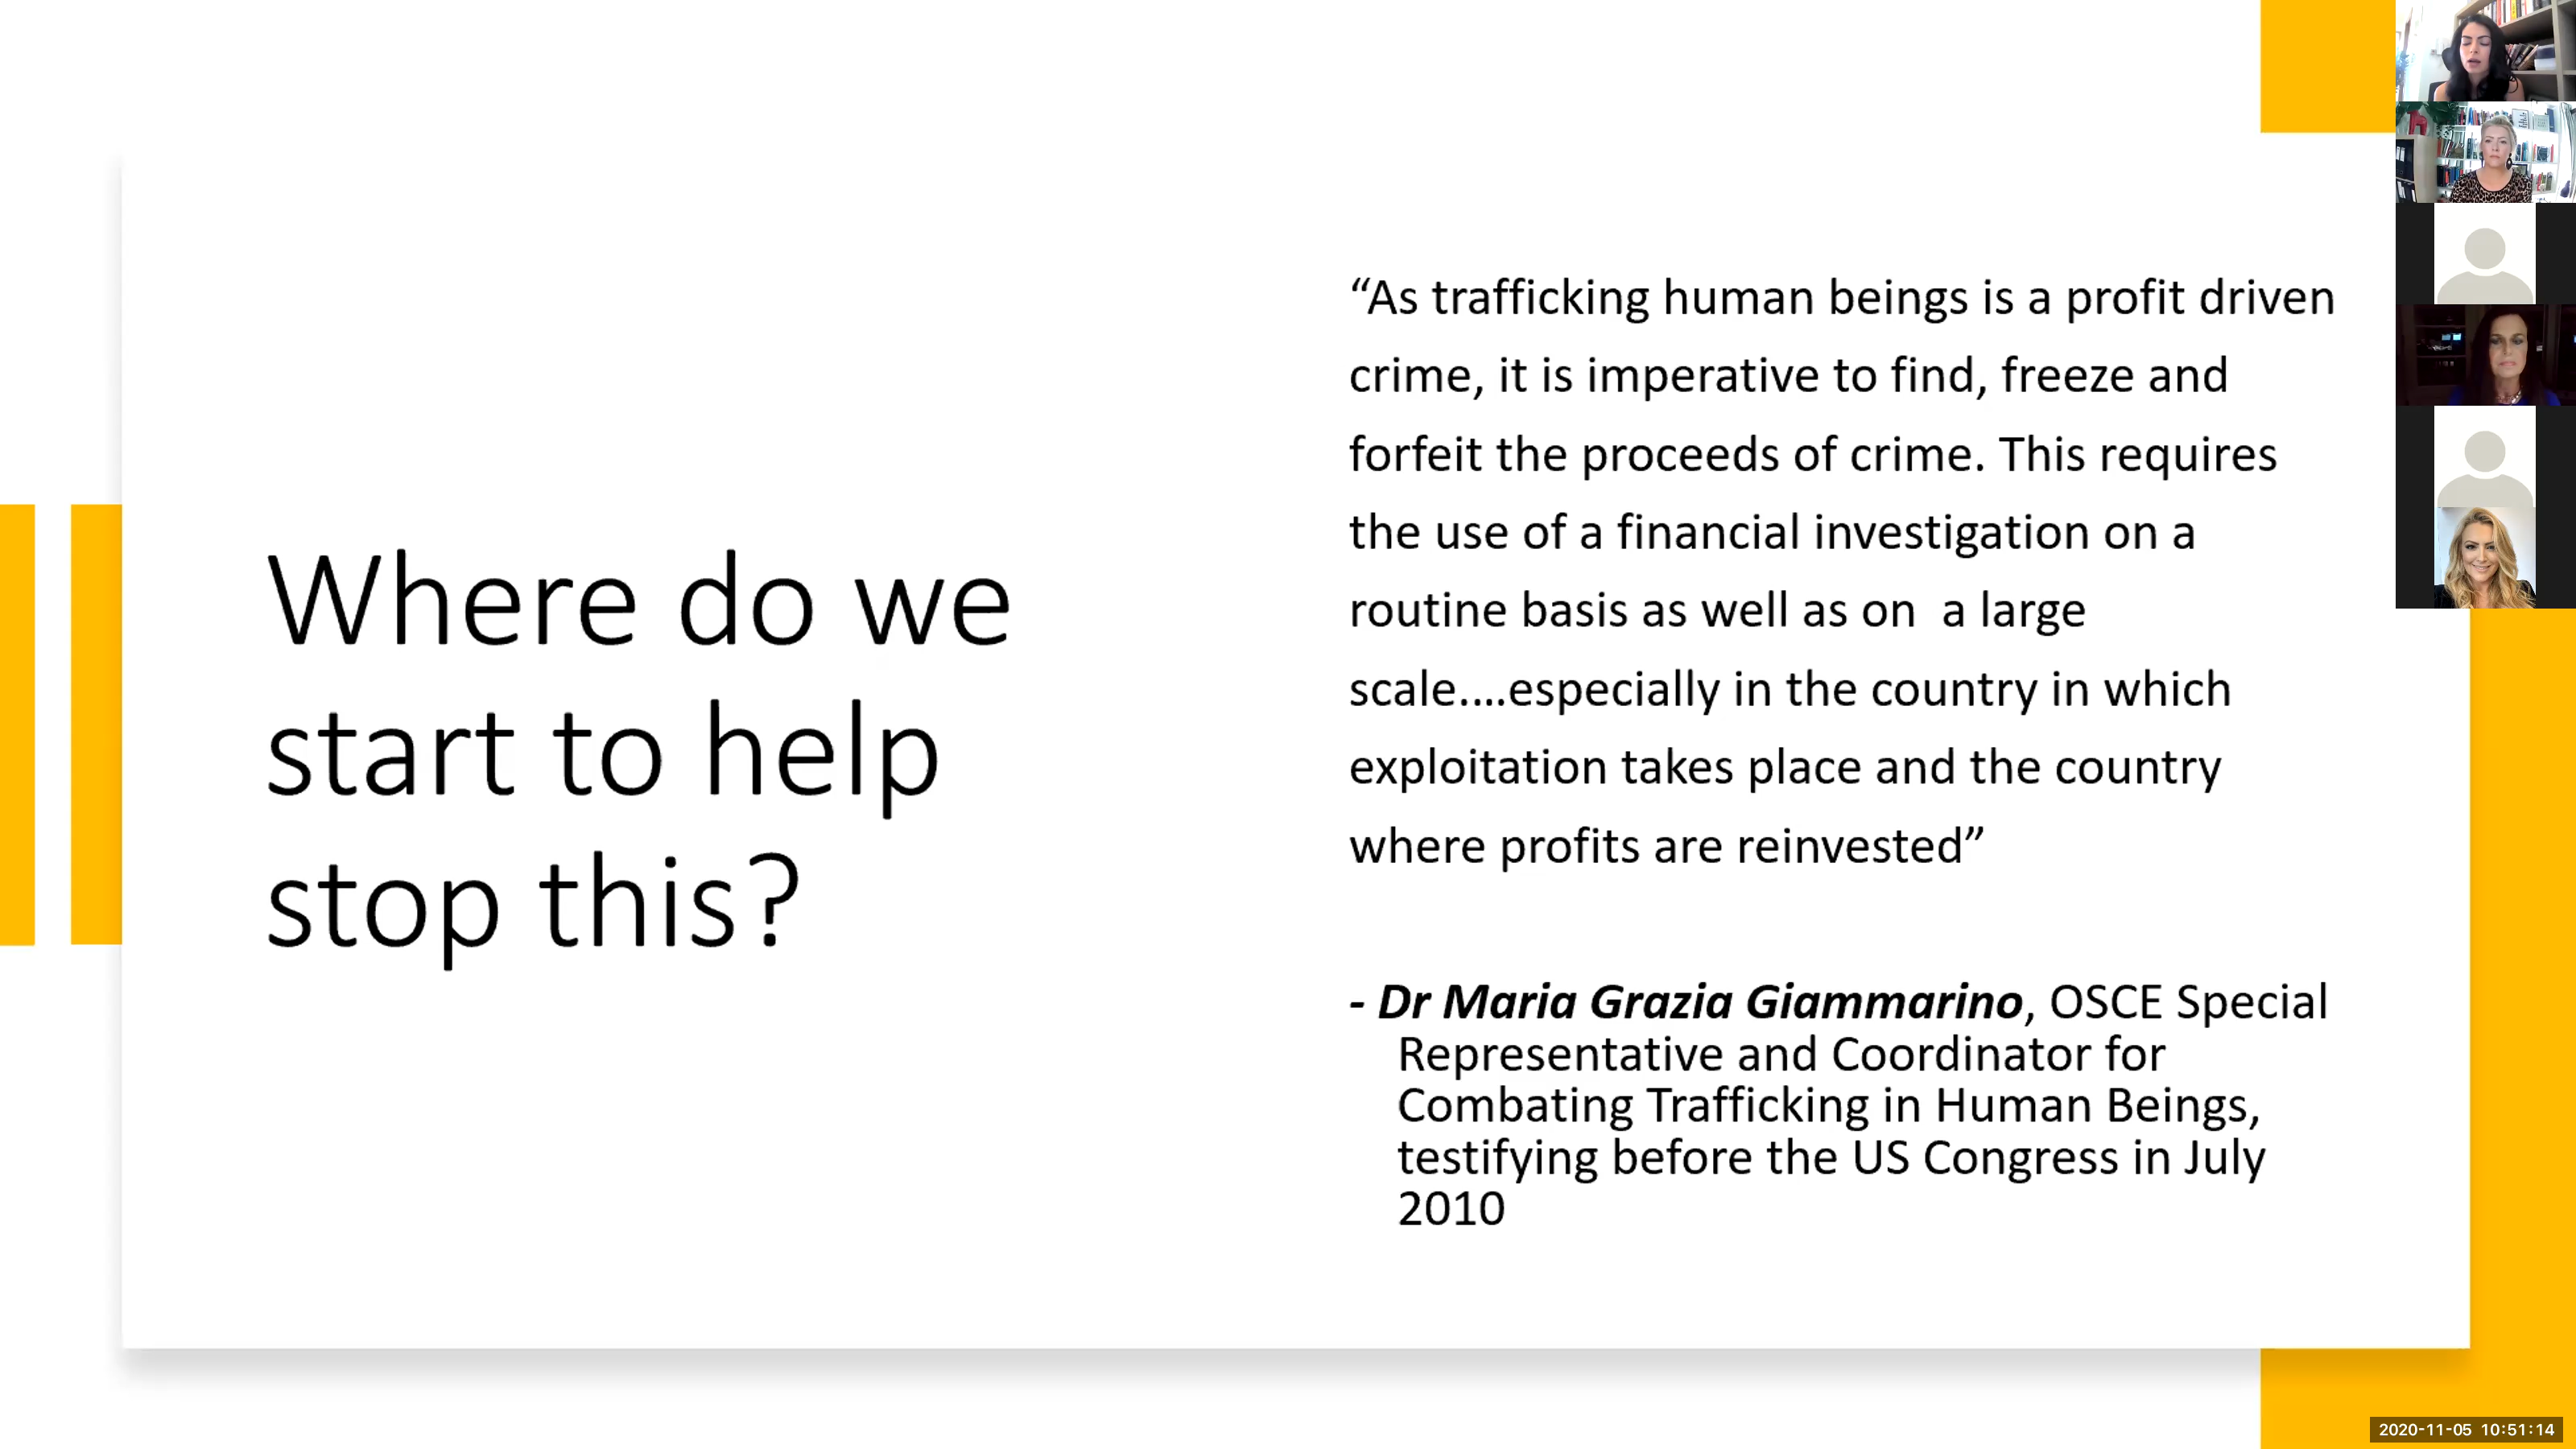 Where do we
start to help
stop this?
“As trafficking human beings is a profit driven
crime, it is imperative to find, freeze and
forfeit the proceeds of crime. This requires
the use of a financial investigation on a
routine basis as well as on  a large
scale....especially in the country in which
exploitation takes place and the country
where profits are reinvested”
- Dr Maria Grazia Giammarino, OSCE Special
Representative and Coordinator for
Combating Trafficking in Human Beings,
testifying before the US Congress in July
2010
2020-11-05 10:51:14